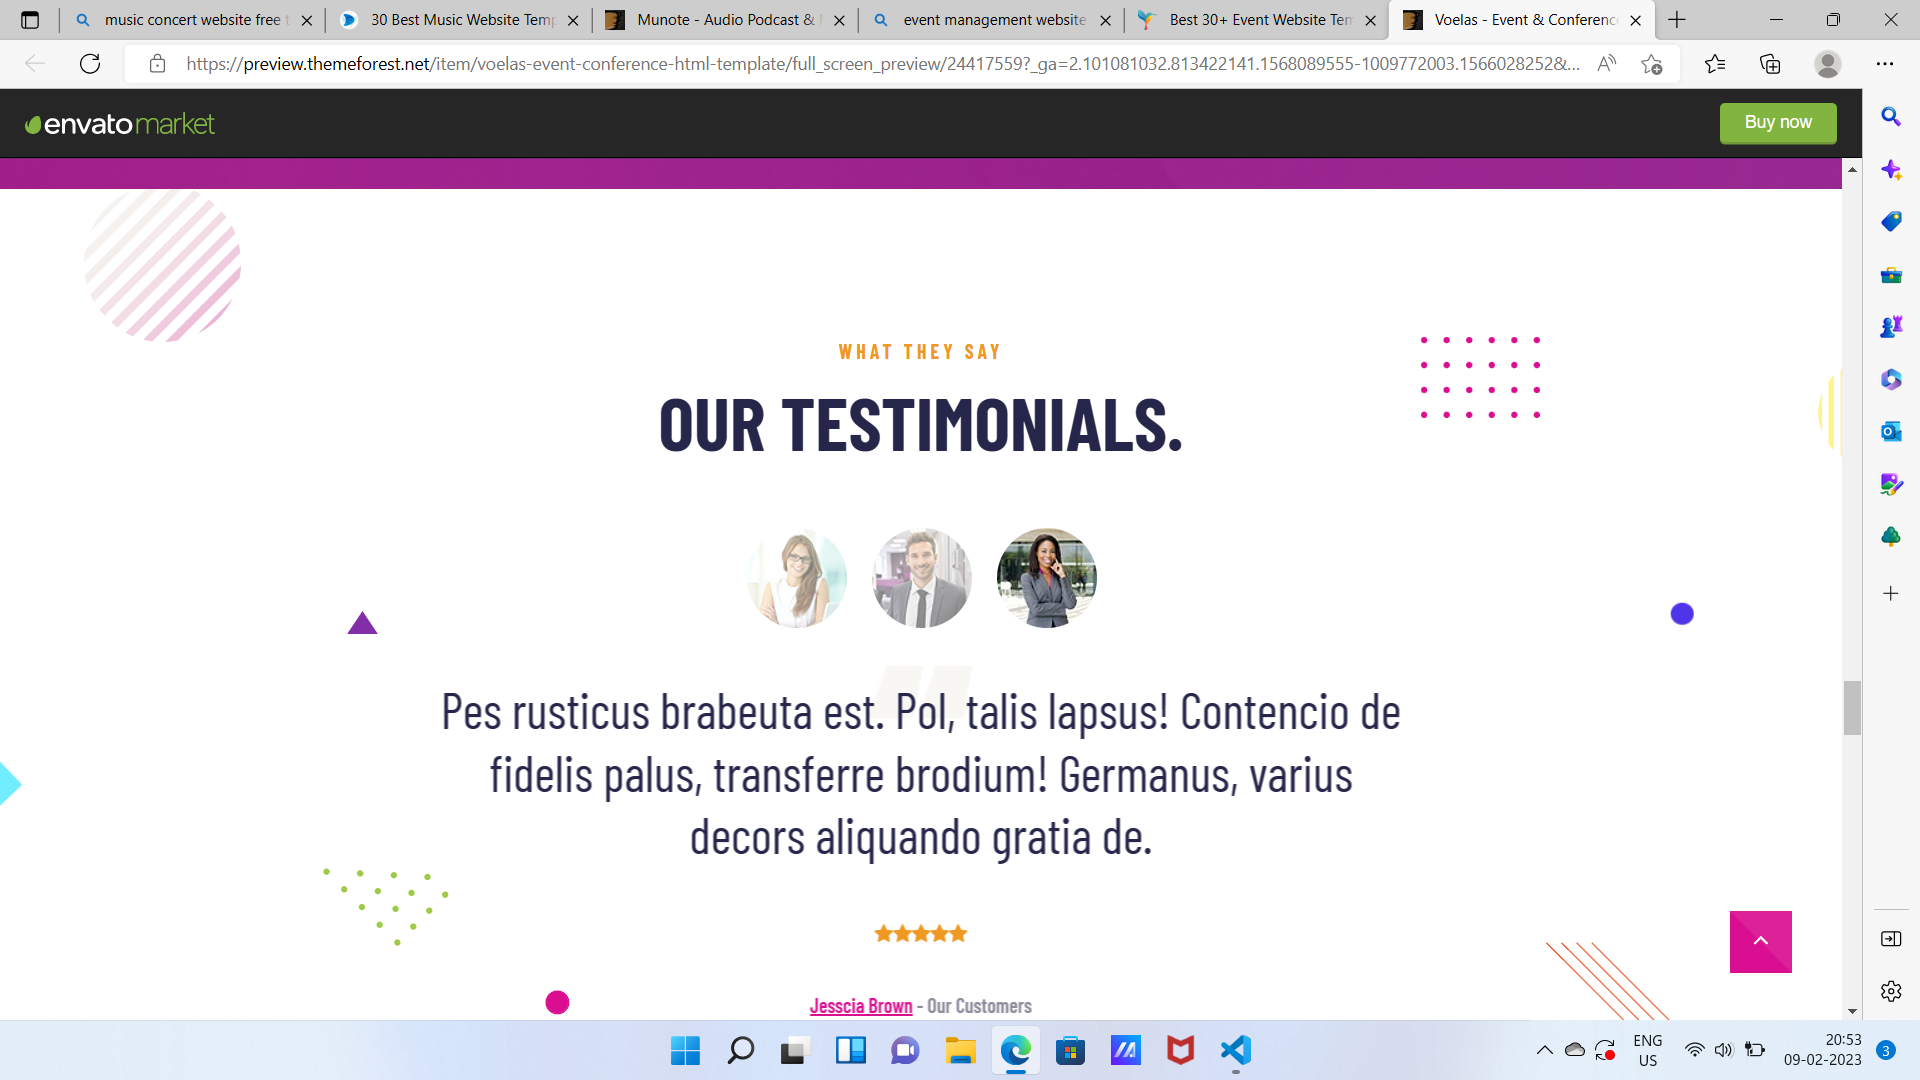 music concert website free t
30 Best Music Website Temp
Munote - Audio Podcast &
event management website
Best 30+ Event Website Tem
Voelas - Event & Conference
https://preview.themeforest.net/item/voelas-event-conference-html-template/full_screen_preview/24417559?_ga=2.101081032.813422141.1568089555-1009772003.1566028252&...
envato market
Buy now
WHAT THEY SAY
OUR TESTIMONIALS.
Pes rusticus brabeuta est. Pol, talis lapsus! Contencio de
fidelis palus, transferre brodium! Germanus, varius
decors aliquando gratia de.
Jesscia Brown - Our Customers
ENG
US
20:53
09-02-2023
3